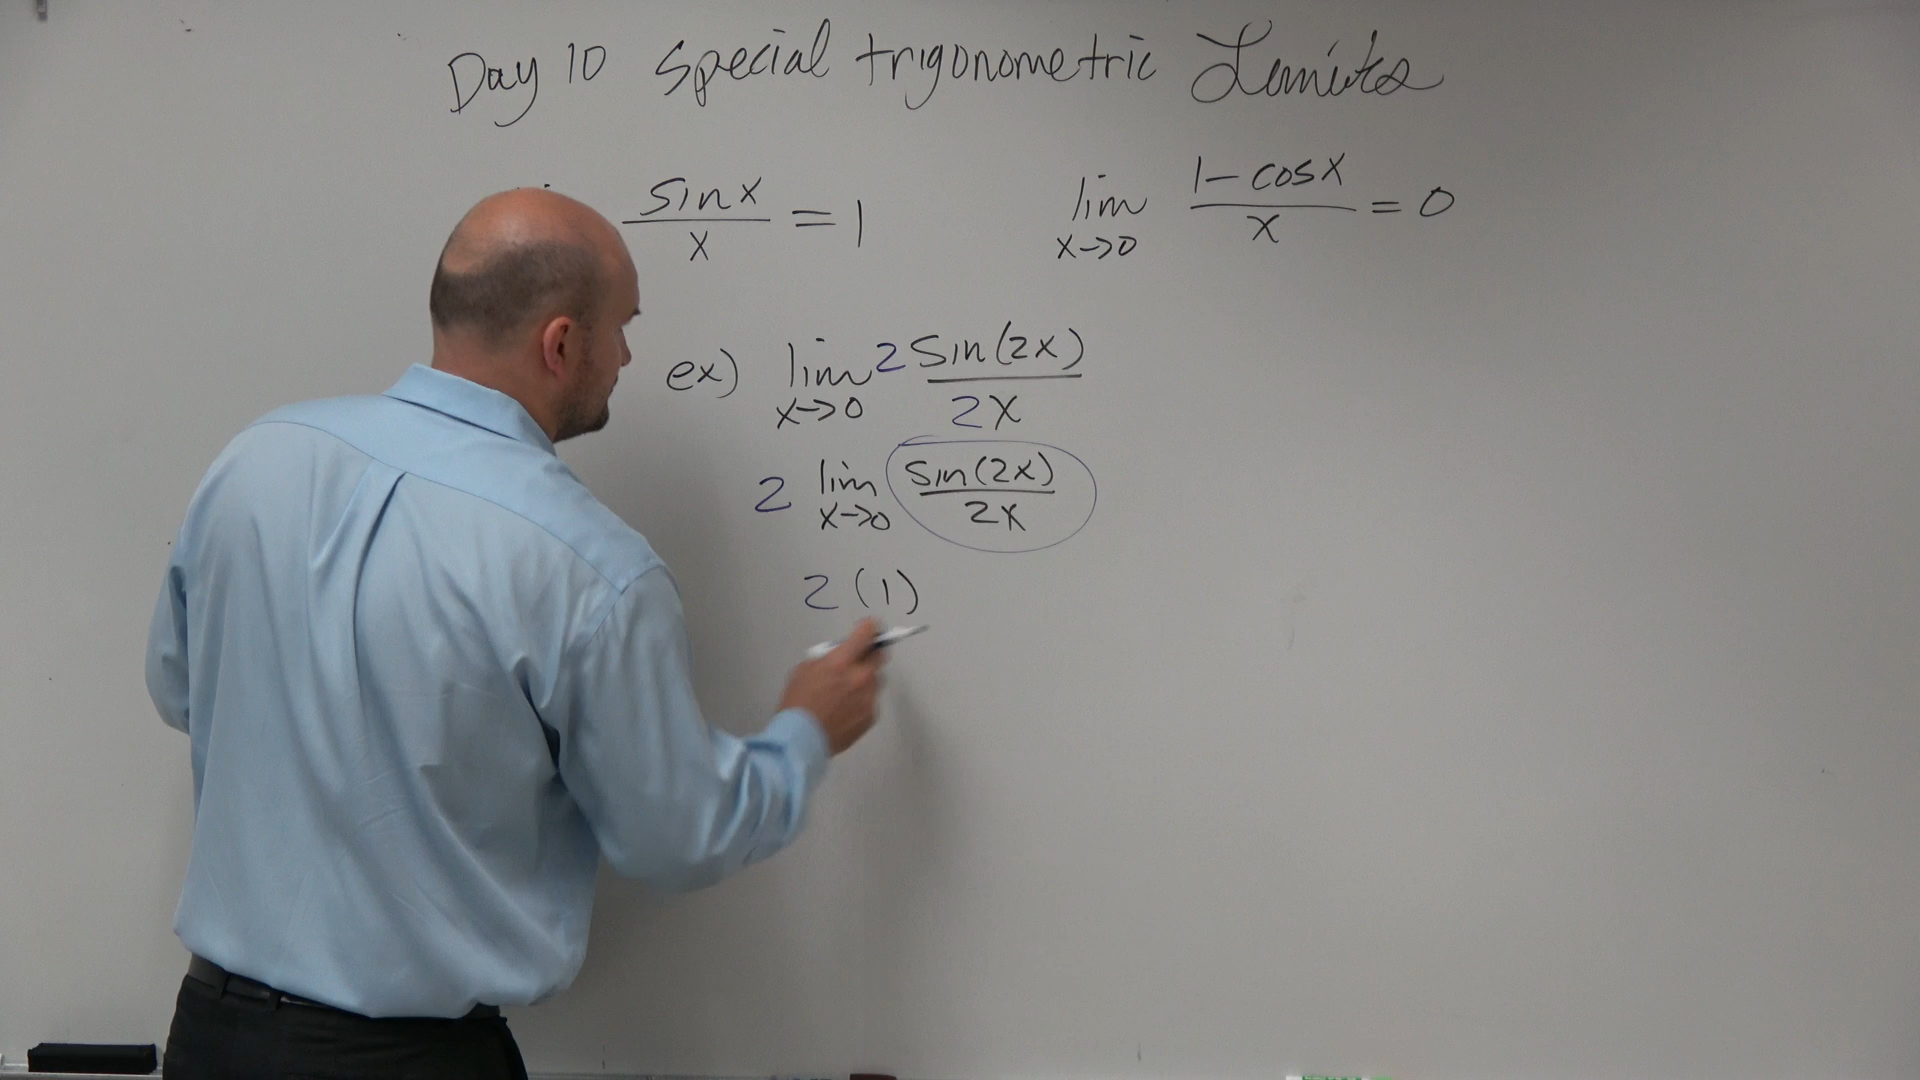 Day 10 Special trigonometric Limits
sin x / x = 1
lim x→0 1 - cos x / x = 0
ex) lim x→0 2 sin(2x) / 2x
2 lim x→0 sin(2x) / 2x
2(1)